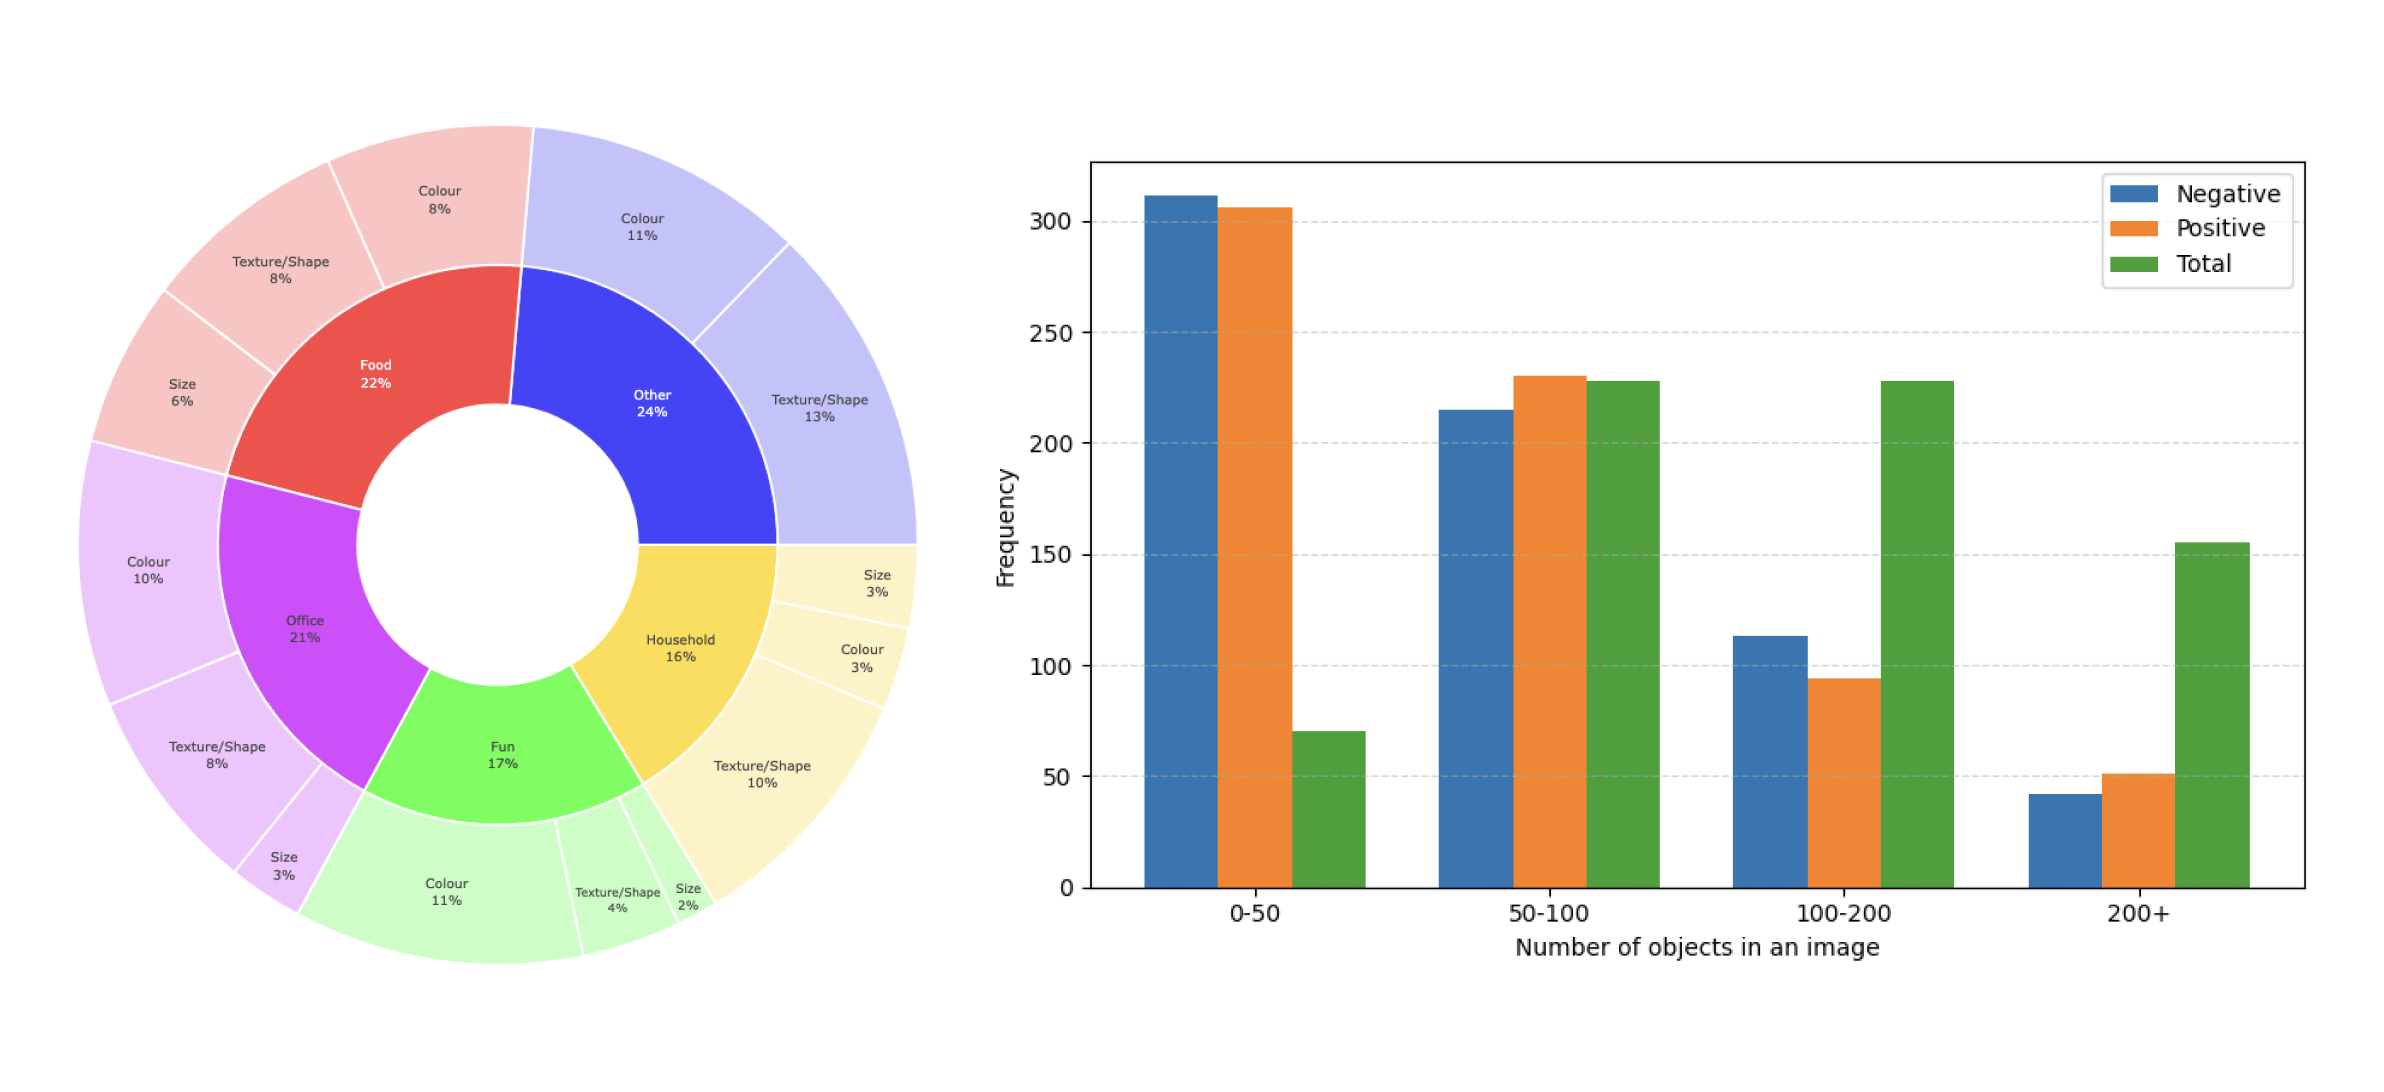 Colour
8%
Colour
11%
Texture/Shape
8%
Size
6%
Food
22%
Other
24%
Texture/Shape
13%
Colour
10%
Office
21%
Household
16%
Size
3%
Colour
3%
Texture/Shape
8%
Fun
17%
Texture/Shape
10%
Size
3%
Colour
11%
Texture/Shape
4%
Size
2%
Negative
Positive
Total
Frequency
300
250
200
150
100
50
0
0-50
50-100
100-200
200+
Number of objects in an image